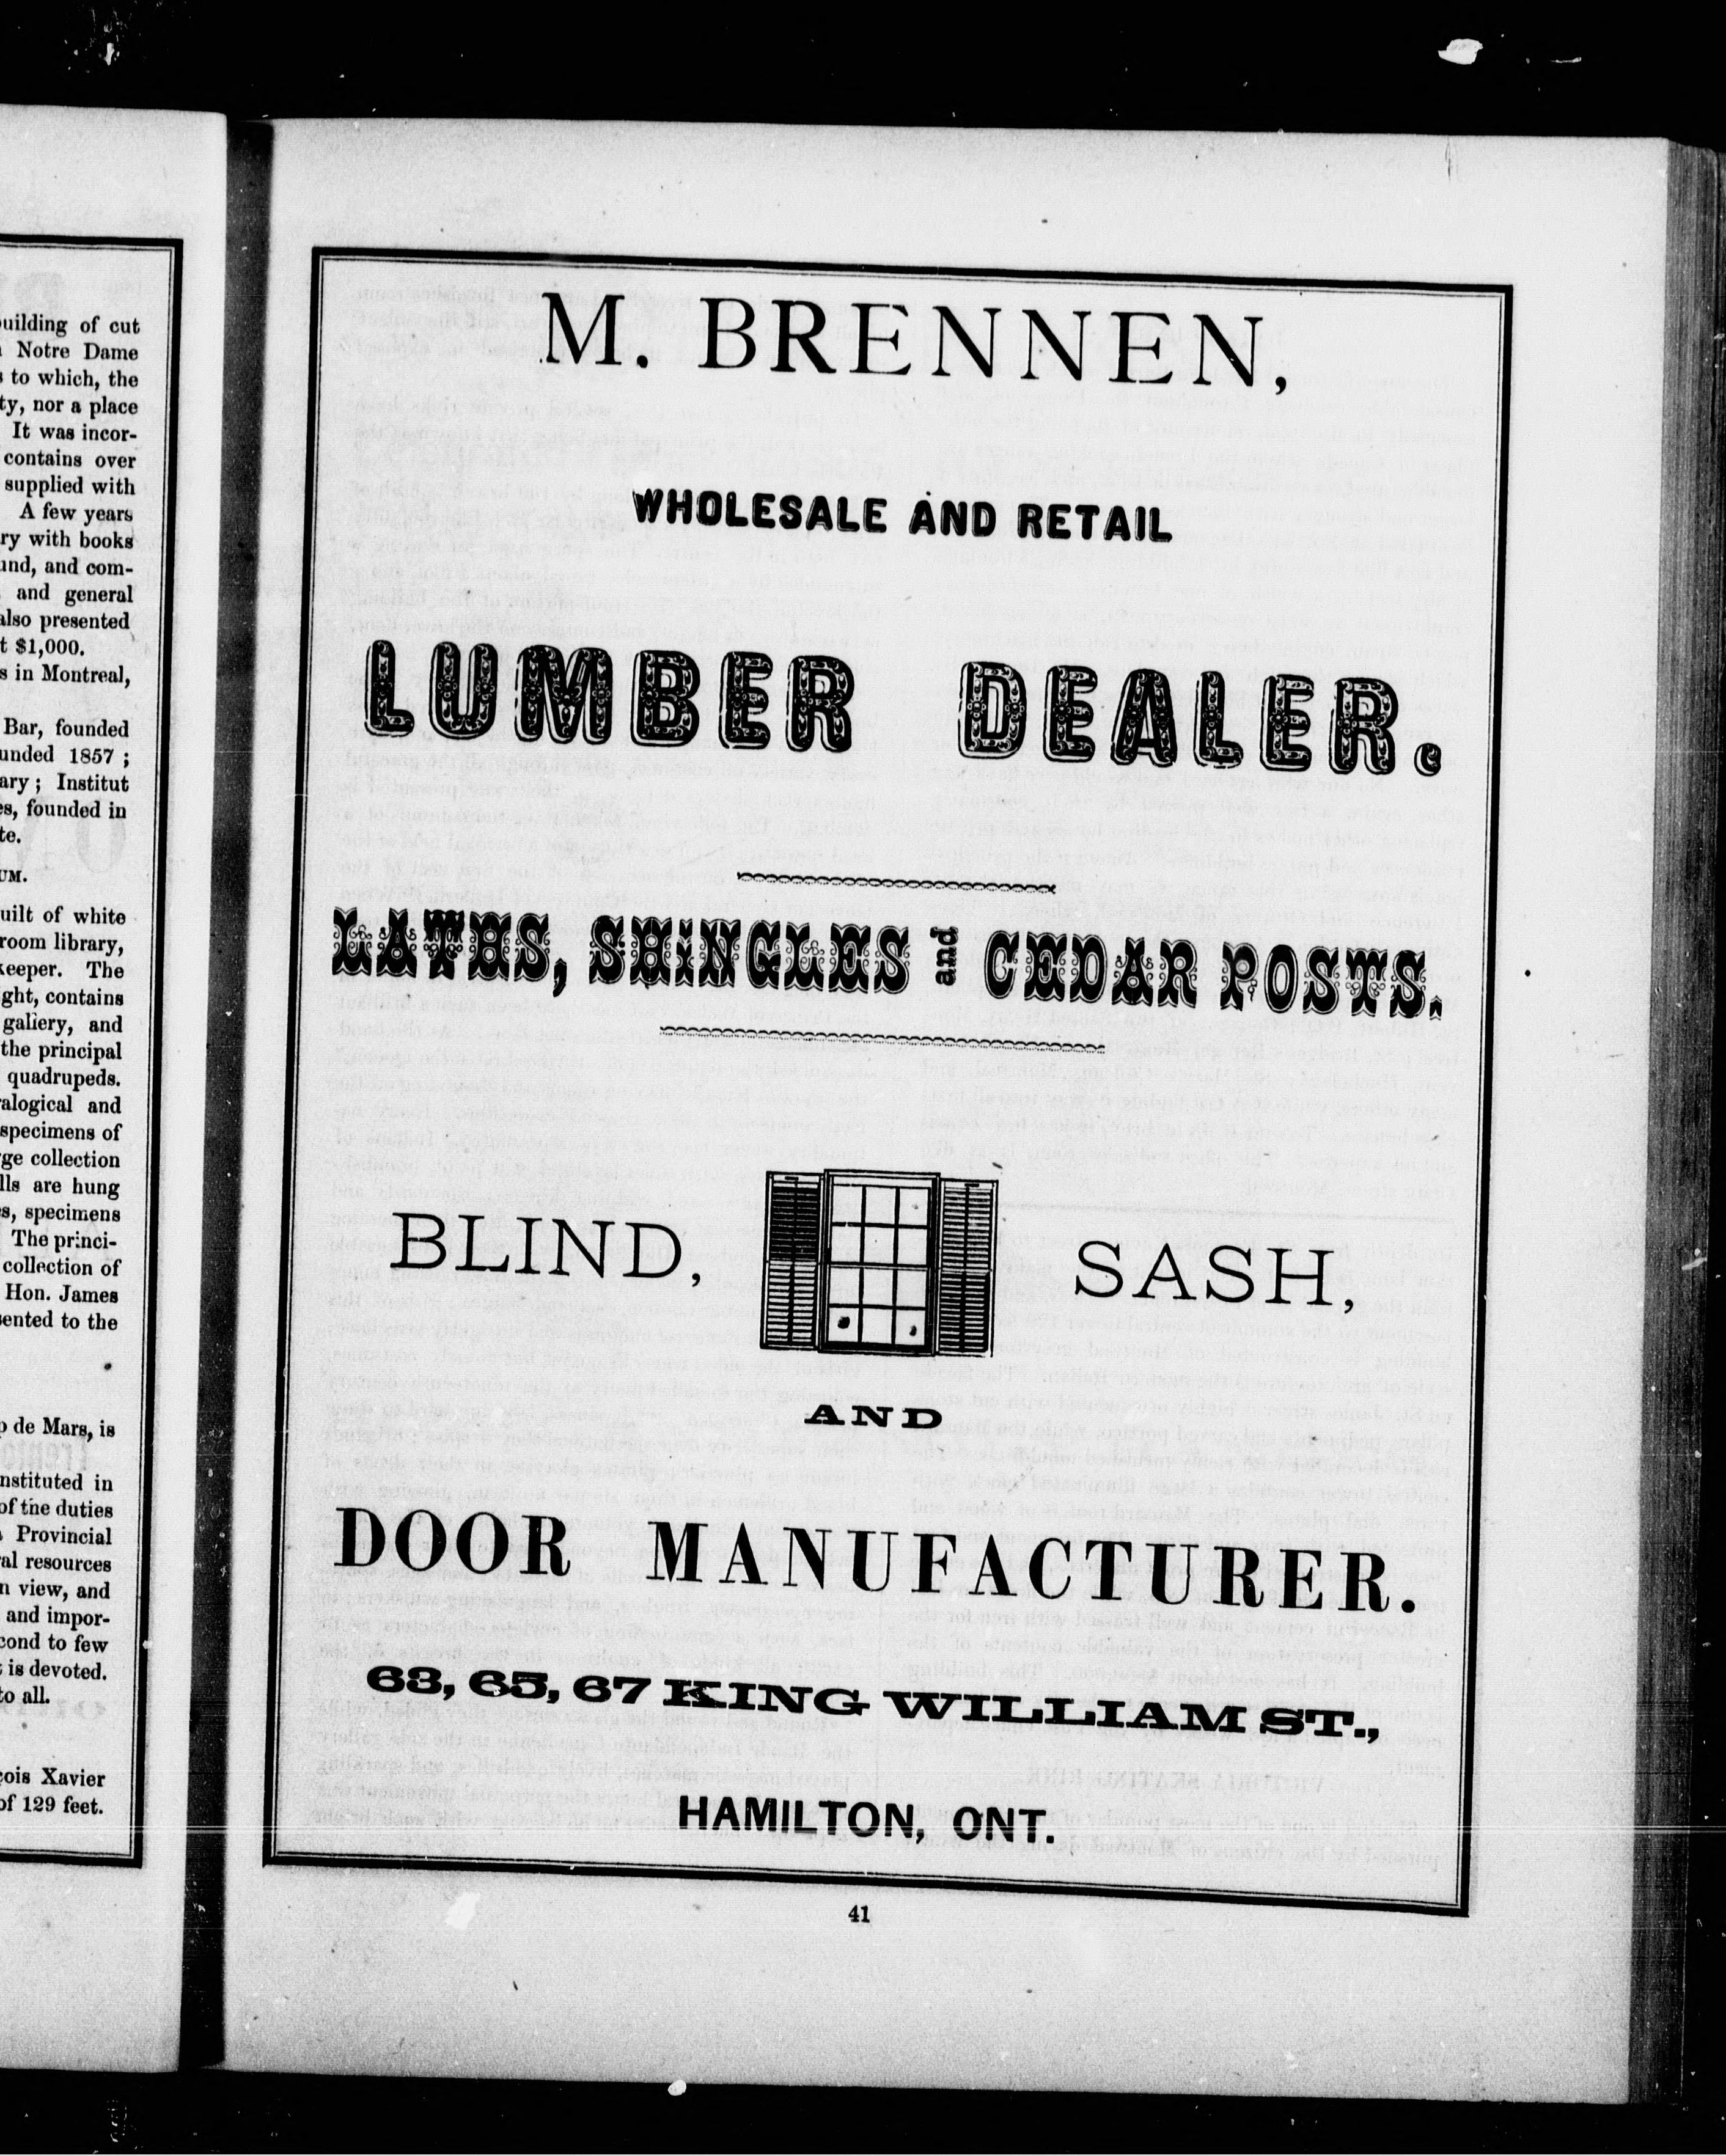 building of cut
Notre Dame
to which, the
ty, nor a place
It was incor-
contains over
supplied with
A few years
ry with books
and, and com-
and general
also presented
t $1,000.
s in Montreal,
Bar, founded
unded 1857 ;
ary ; Institut
es, founded in
te.
UM.
uilt of white
room library,
keeper. The
ght, contains
galiery, and
the principal
quadrupeds.
alogical and
specimens of
ge collection
lls are hung
s, specimens
The princi-
collection of
Hon. James
sented to the
de Mars, is
nstituted in
of the duties
Provincial
al resources
n view, and
and impor-
cond to few
is devoted.
to all.
çois Xavier
of 129 feet.
M. BRENNEN,
WHOLESALE AND RETAIL
LUMBER DEALER.
LATHS, SHINGLES and CEDAR POSTS.
BLIND, SASH,
AND
DOOR MANUFACTURER.
63, 65, 67 KING WILLIAM ST.,
HAMILTON, ONT.
41